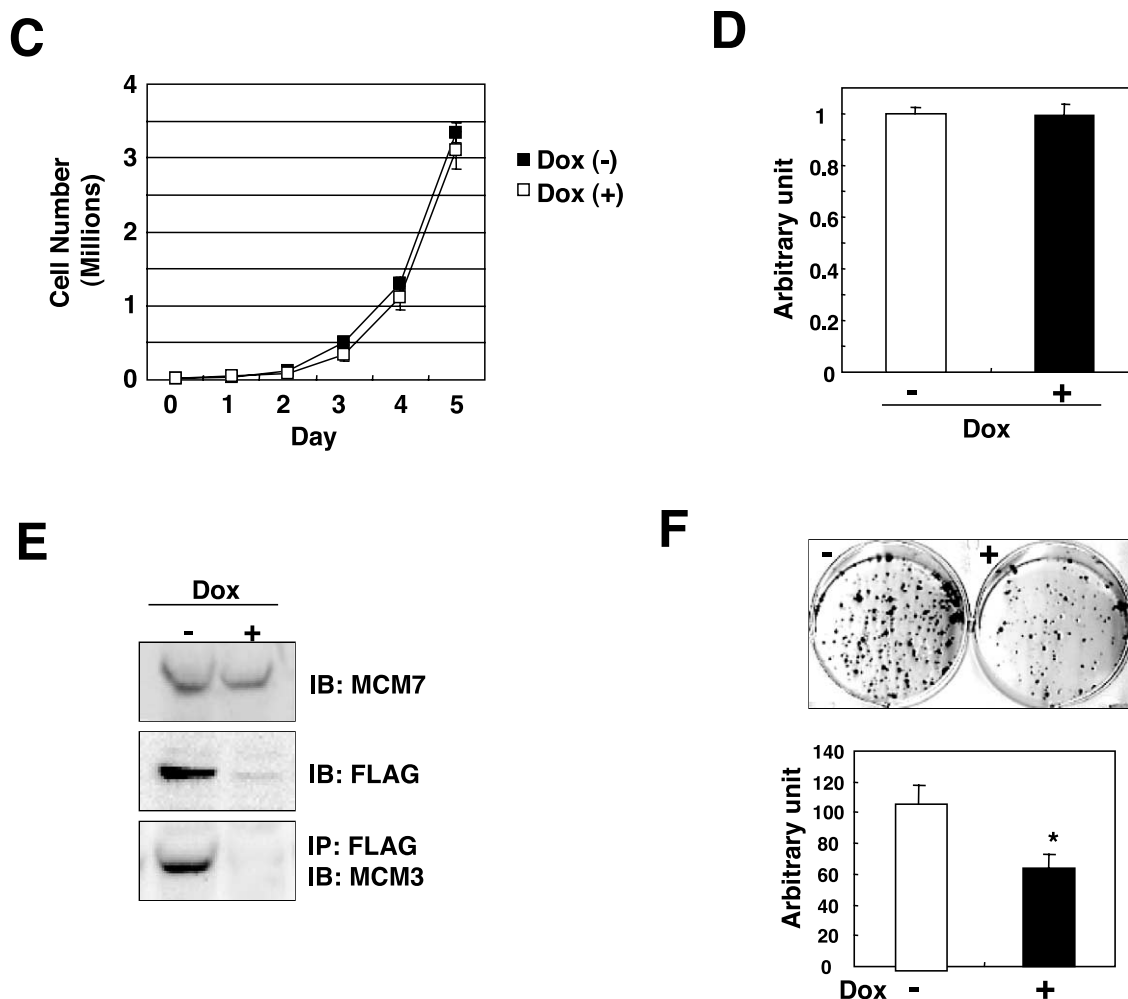 C
4
3
2
1
0
Cell Number
(Millions)
0 1 2 3 4 5
Day
Dox (-)
Dox (+)
D
1
0.8
0.6
0.4
0.2
0
Arbitrary unit
- +
Dox
E
Dox
- +
IB: MCM7
IB: FLAG
IP: FLAG
IB: MCM3
F
- +
140
120
100
80
60
40
20
0
Arbitrary unit
*
Dox - +